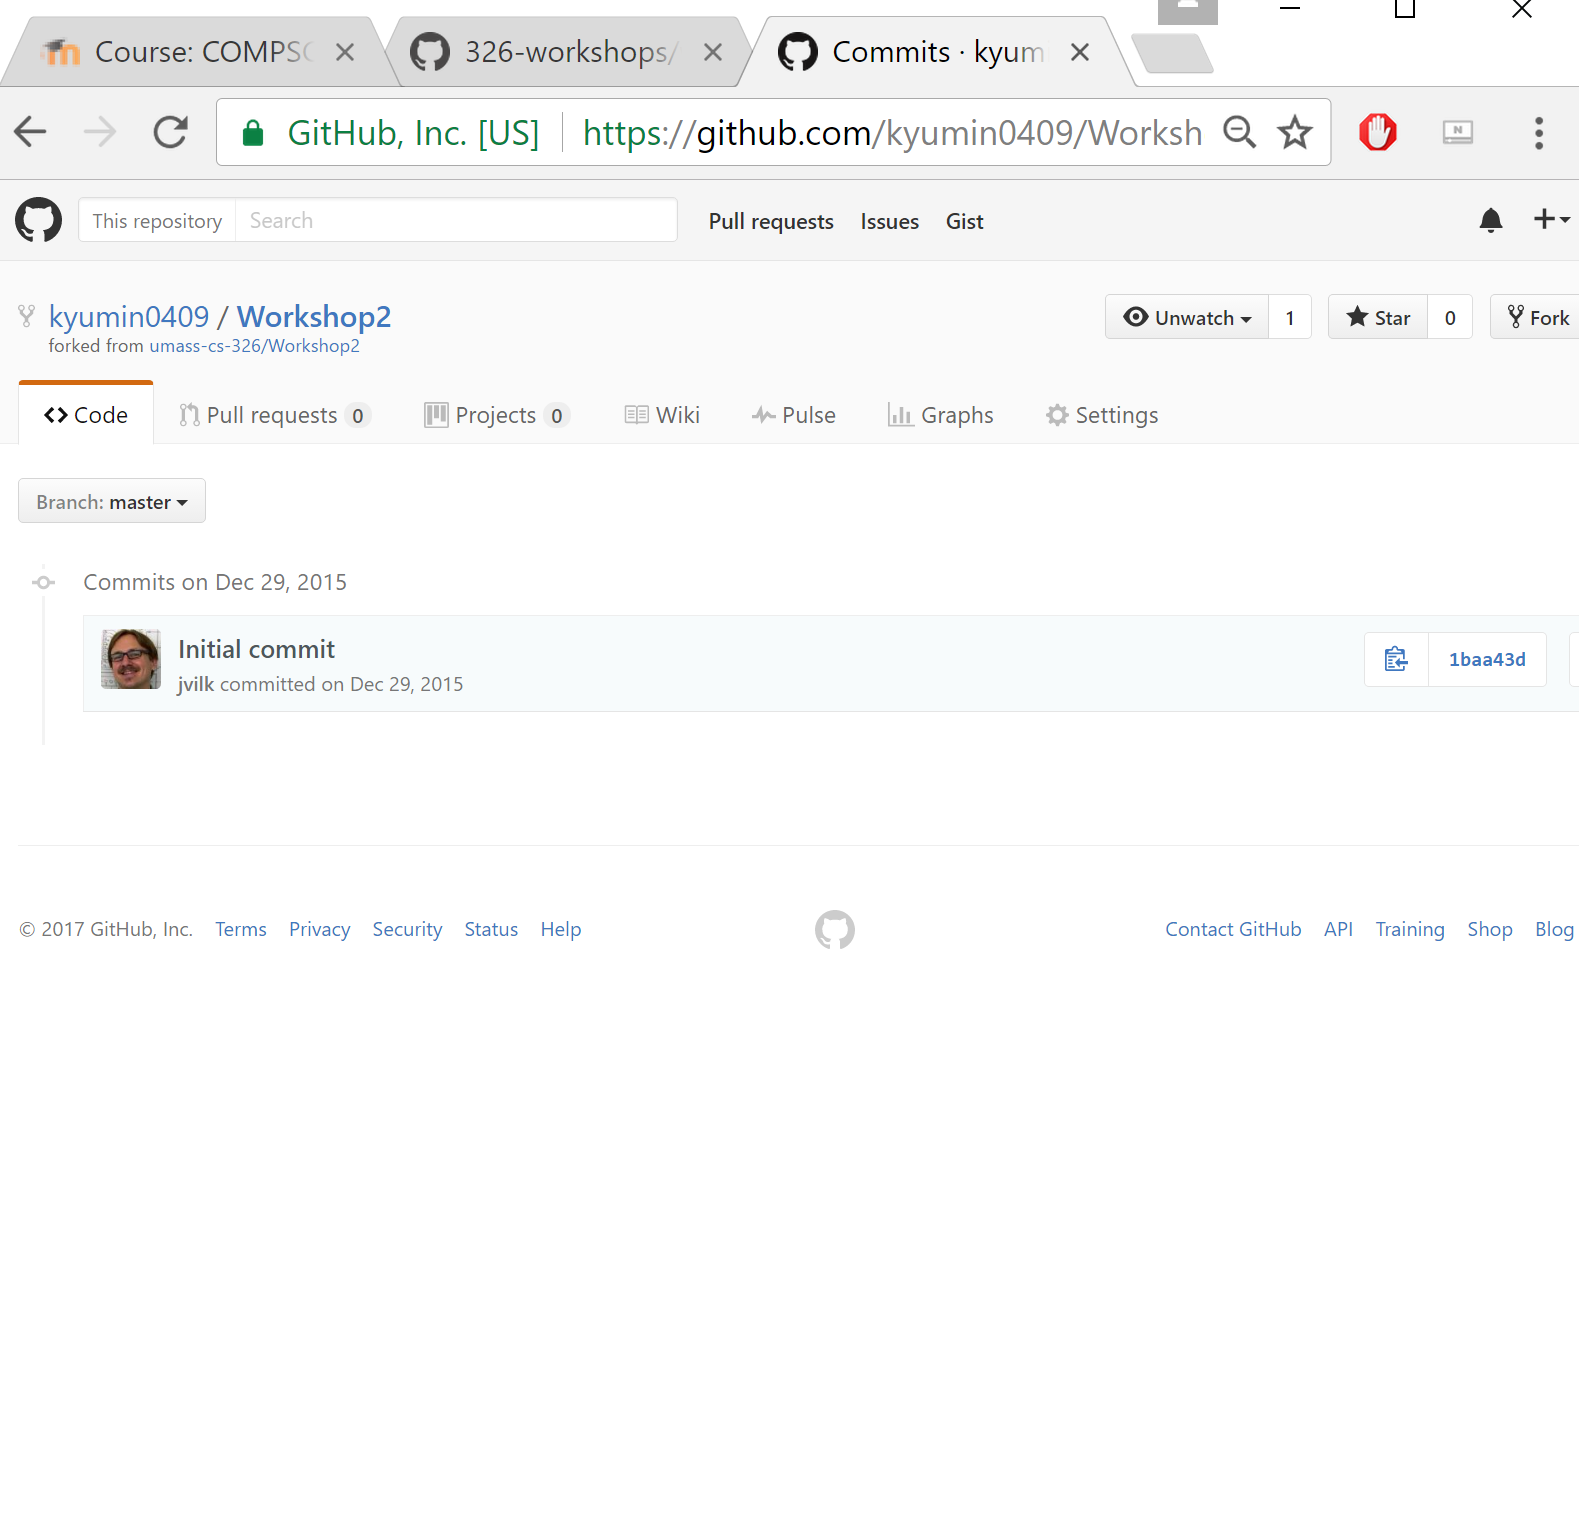 Course: COMPSC
326-workshops/
Commits · kyum
GitHub, Inc. [US] https://github.com/kyumin0409/Worksh
This repository Search Pull requests Issues Gist
kyumin0409 / Workshop2
Unwatch 1 Star 0 Fork
forked from umass-cs-326/Workshop2
Code Pull requests 0 Projects 0 Wiki Pulse Graphs Settings
Branch: master
Commits on Dec 29, 2015
Initial commit
jvilk committed on Dec 29, 2015
1baa43d
© 2017 GitHub, Inc. Terms Privacy Security Status Help Contact GitHub API Training Shop Blog